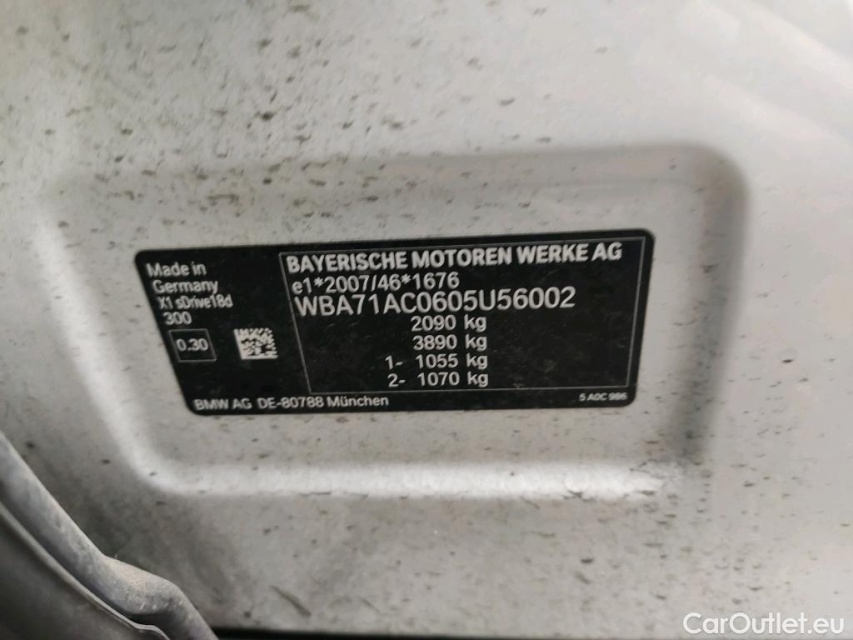 Made in
Germany
X1 sDrive18d
300
0.30
BAYERISCHE MOTOREN WERKE AG
e1*2007/46*1676
WBA71AC0605U56002
2090 kg
3890 kg
1- 1055 kg
2- 1070 kg
BMW AG DE-80788 München
5 A0C 986
CarOutlet.eu